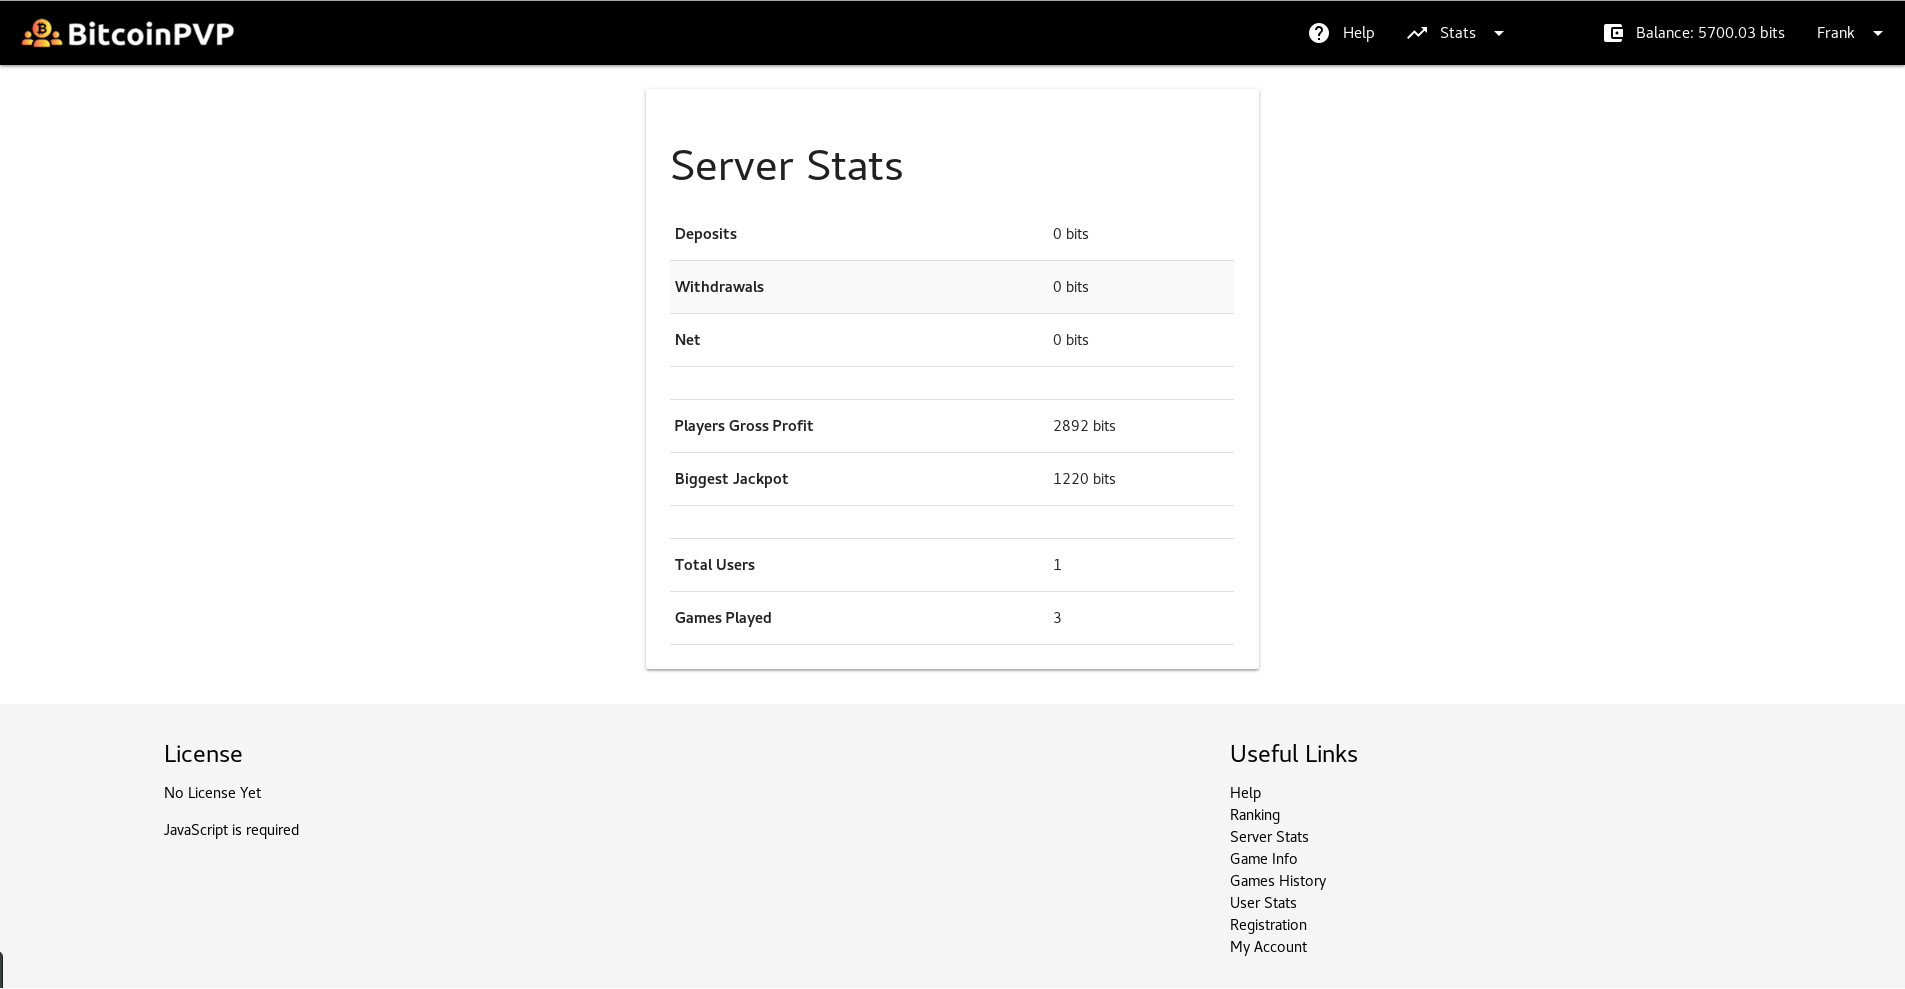 BitcoinPVP
Help
Stats
Balance: 5700.03 bits
Frank
Server Stats
Deposits 0 bits
Withdrawals 0 bits
Net 0 bits
Players Gross Profit 2892 bits
Biggest Jackpot 1220 bits
Total Users 1
Games Played 3
License
No License Yet
JavaScript is required
Useful Links
Help
Ranking
Server Stats
Game Info
Games History
User Stats
Registration
My Account